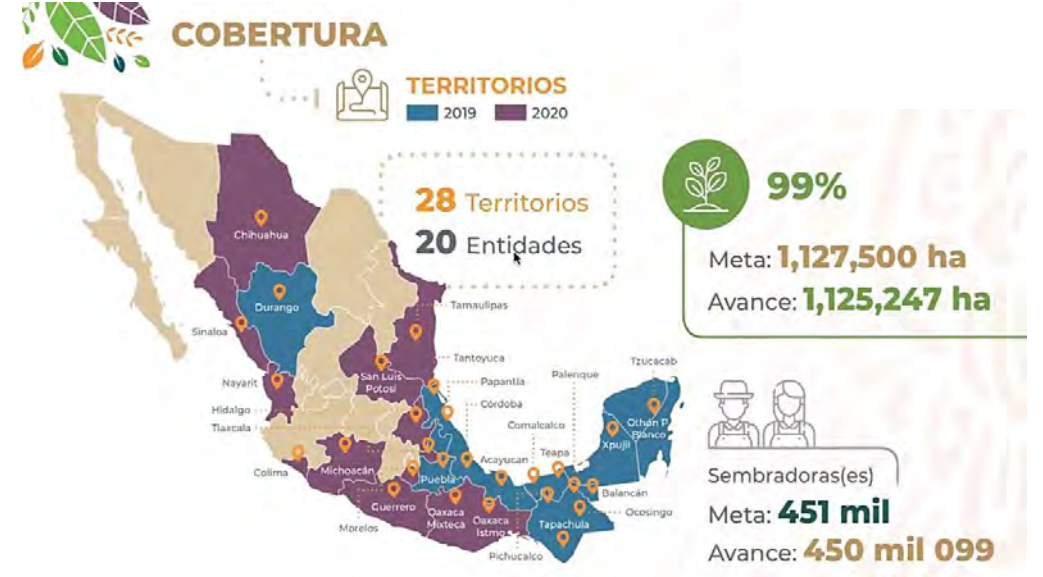 COBERTURA
TERRITORIOS
2019 2020
28 Territorios
20 Entidades
99%
Meta: 1,127,500 ha
Avance: 1,125,247 ha
Sembradoras(es)
Meta: 451 mil
Avance: 450 mil 099
Chihuahua
Durango
Sinaloa
Tamaulipas
Nayarit
San Luis
Potosí
Tantoyuca
Papantla
Córdoba
Comalcalco
Palenque
Tzucacab
Hidalgo
Tlaxcala
Colima
Michoacán
Puebla
Acayucan
Teapa
Xpujil
Othón P.
Blanco
Balancán
Ocosingo
Guerrero
Morelos
Oaxaca
Mixteca
Oaxaca
Istmo
Pichucalco
Tapachula